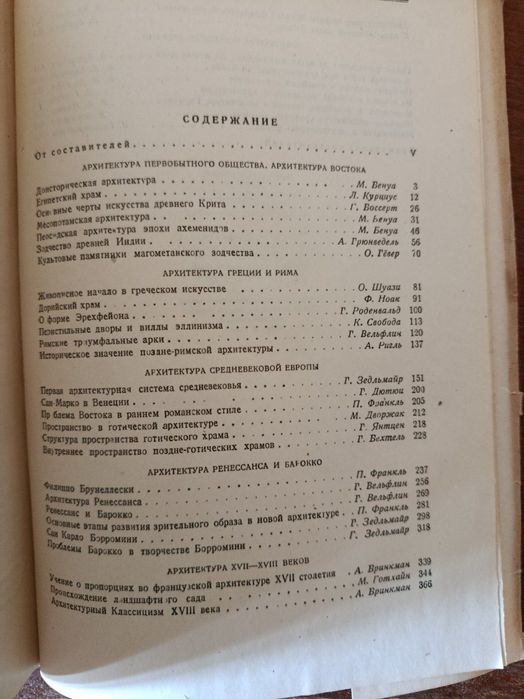 СОДЕРЖАНИЕ
От составителей V
АРХИТЕКТУРА ПЕРВОБЫТНОГО ОБЩЕСТВА. АРХИТЕКТУРА ВОСТОКА
Доисторическая архитектура М. Бенуа 3
Египетский храм Л. Курциус 12
Основные черты искусства древнего Крита Г. Боссерт 26
Месопотамская архитектура М. Бенуа 31
Персидская архитектура эпохи ахеменидов М. Бенуа 46
Зодчество древней Индии А. Грюнведель 56
Культовые памятники магометанского зодчества О. Гёвер 70
АРХИТЕКТУРА ГРЕЦИИ И РИМА
Живописное начало в греческом искусстве О. Шуази 81
Дорийский храм Ф. Ноак 91
О форме Эрехфейона Г. Роденвальд 100
Перистильные дворы и виллы эллинизма К. Свобода 113
Римские триумфальные арки Г. Вельфлин 120
Историческое значение поздне-римской архитектуры А. Ригль 137
АРХИТЕКТУРА СРЕДНЕВЕКОВОЙ ЕВРОПЫ
Первая архитектурная система средневековья Г. Зедльмайр 151
Сан-Марко в Венеции Г. Дютши 200
Пр баема Востока в раннем романском стиле П. Франкль 205
Пространство в готической архитектуре М. Дворжак 212
Структура пространства готического храма Г. Янтцен 218
Внутреннее пространство поздне-готических храмов Г. Бехтель 228
АРХИТЕКТУРА РЕНЕССАНСА И БАРОККО
Филиппо Брунеллески П. Франкль 237
Архитектура Ренессанса Г. Вельфлин 256
Ренессанс и Барокко Г. Вельфлин 269
Основные этапы развития зрительного образа в новой архитектуре П. Франкль 281
Сан Карло Борромини Г. Зедльмайр 298
Проблемы Барокко в творчестве Борромини Г. Зедльмайр 318
АРХИТЕКТУРА XVII—XVIII ВЕКОВ
Учение о пропорциях во французской архитектуре XVII столетия А. Бринкман 339
Происхождение ландшафтного сада М. Готлайн 344
Архитектурный Классицизм XVIII века А. Бринкман 366